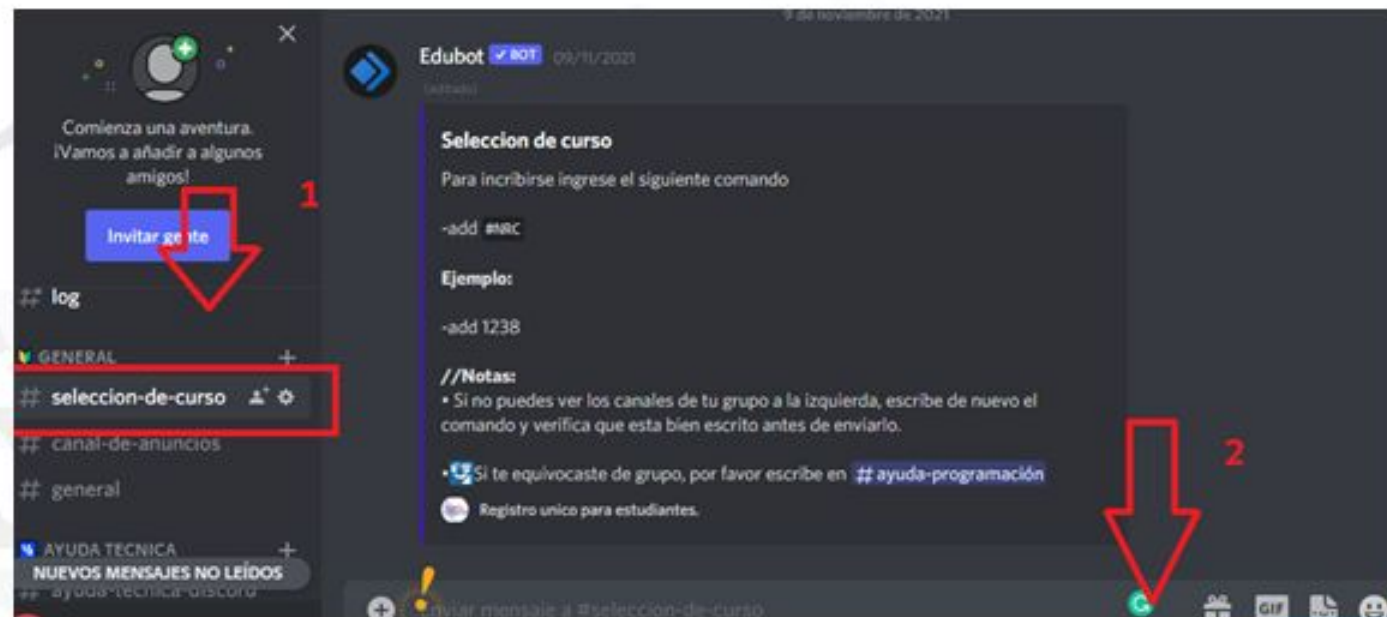 Comienza una aventura.
¡Vamos a añadir a algunos
amigos!
1
Invitar gente
log
GENERAL
seleccion-de-curso
canal-de-anuncios
general
AYUDA TECNICA
NUEVOS MENSAJES NO LEÍDOS
ayuda-tecnica-discord
9 de noviembre de 2021
Edubot BOT 09/11/2021
(editado)
Seleccion de curso
Para incribirse ingrese el siguiente comando
-add #NRC
Ejemplo:
-add 1238
//Notas:
• Si no puedes ver los canales de tu grupo a la izquierda, escribe de nuevo el
comando y verifica que esta bien escrito antes de enviarlo.
• Si te equivocaste de grupo, por favor escribe en # ayuda-programación
Registro unico para estudiantes.
2
Enviar mensaje a #seleccion-de-curso
GIF